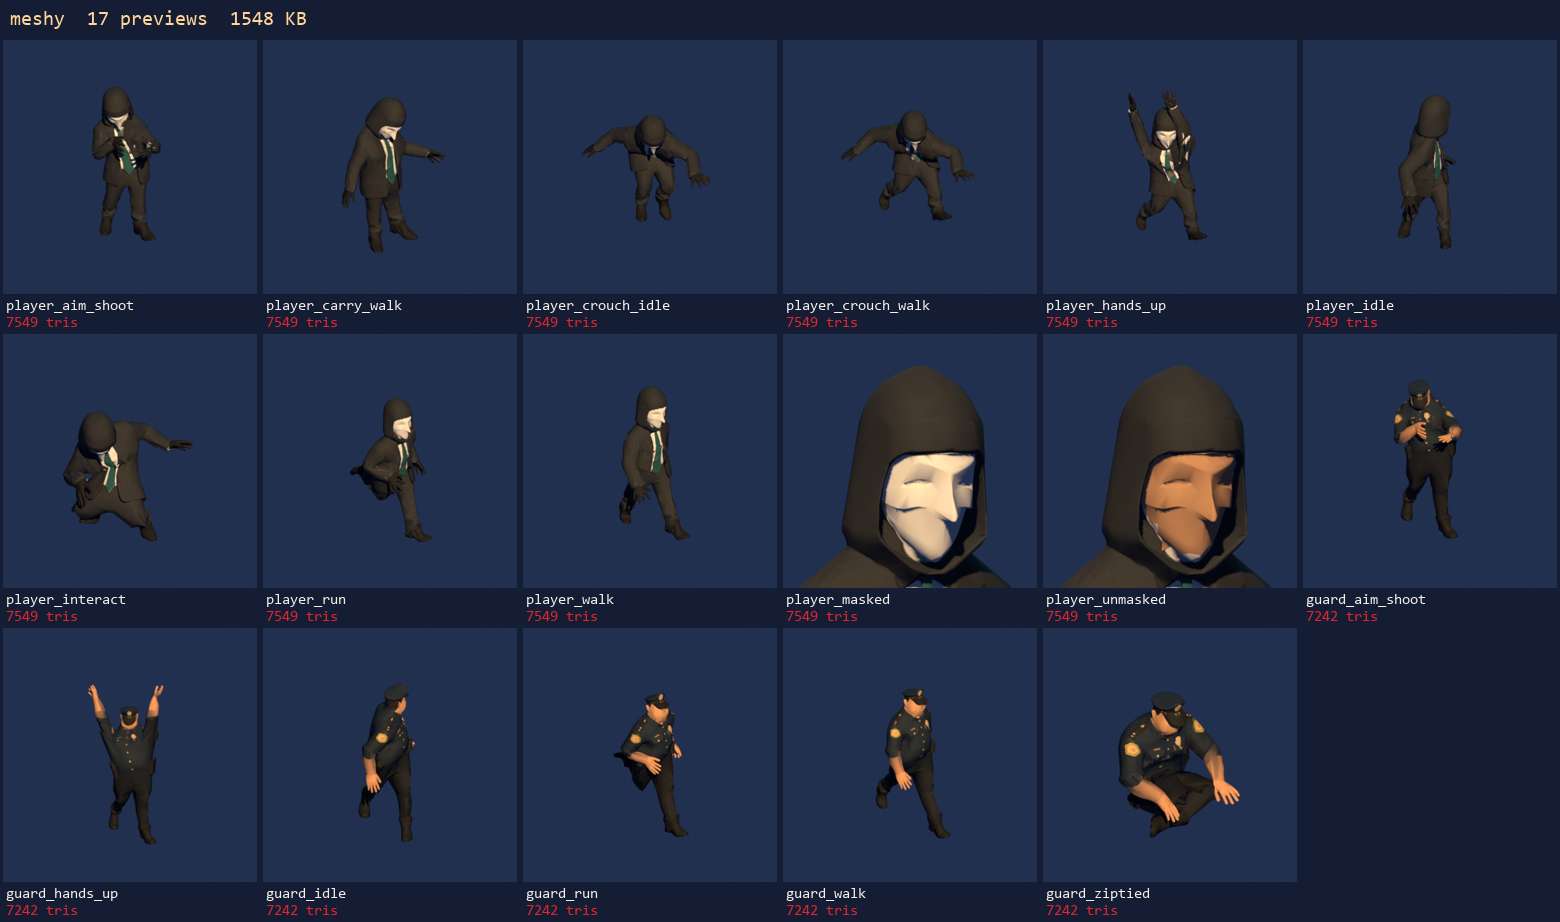 meshy 17 previews 1548 KB
player_aim_shoot
7549 tris
player_carry_walk
7549 tris
player_crouch_idle
7549 tris
player_crouch_walk
7549 tris
player_hands_up
7549 tris
player_idle
7549 tris
player_interact
7549 tris
player_run
7549 tris
player_walk
7549 tris
player_masked
7549 tris
player_unmasked
7549 tris
guard_aim_shoot
7242 tris
guard_hands_up
7242 tris
guard_idle
7242 tris
guard_run
7242 tris
guard_walk
7242 tris
guard_ziptied
7242 tris